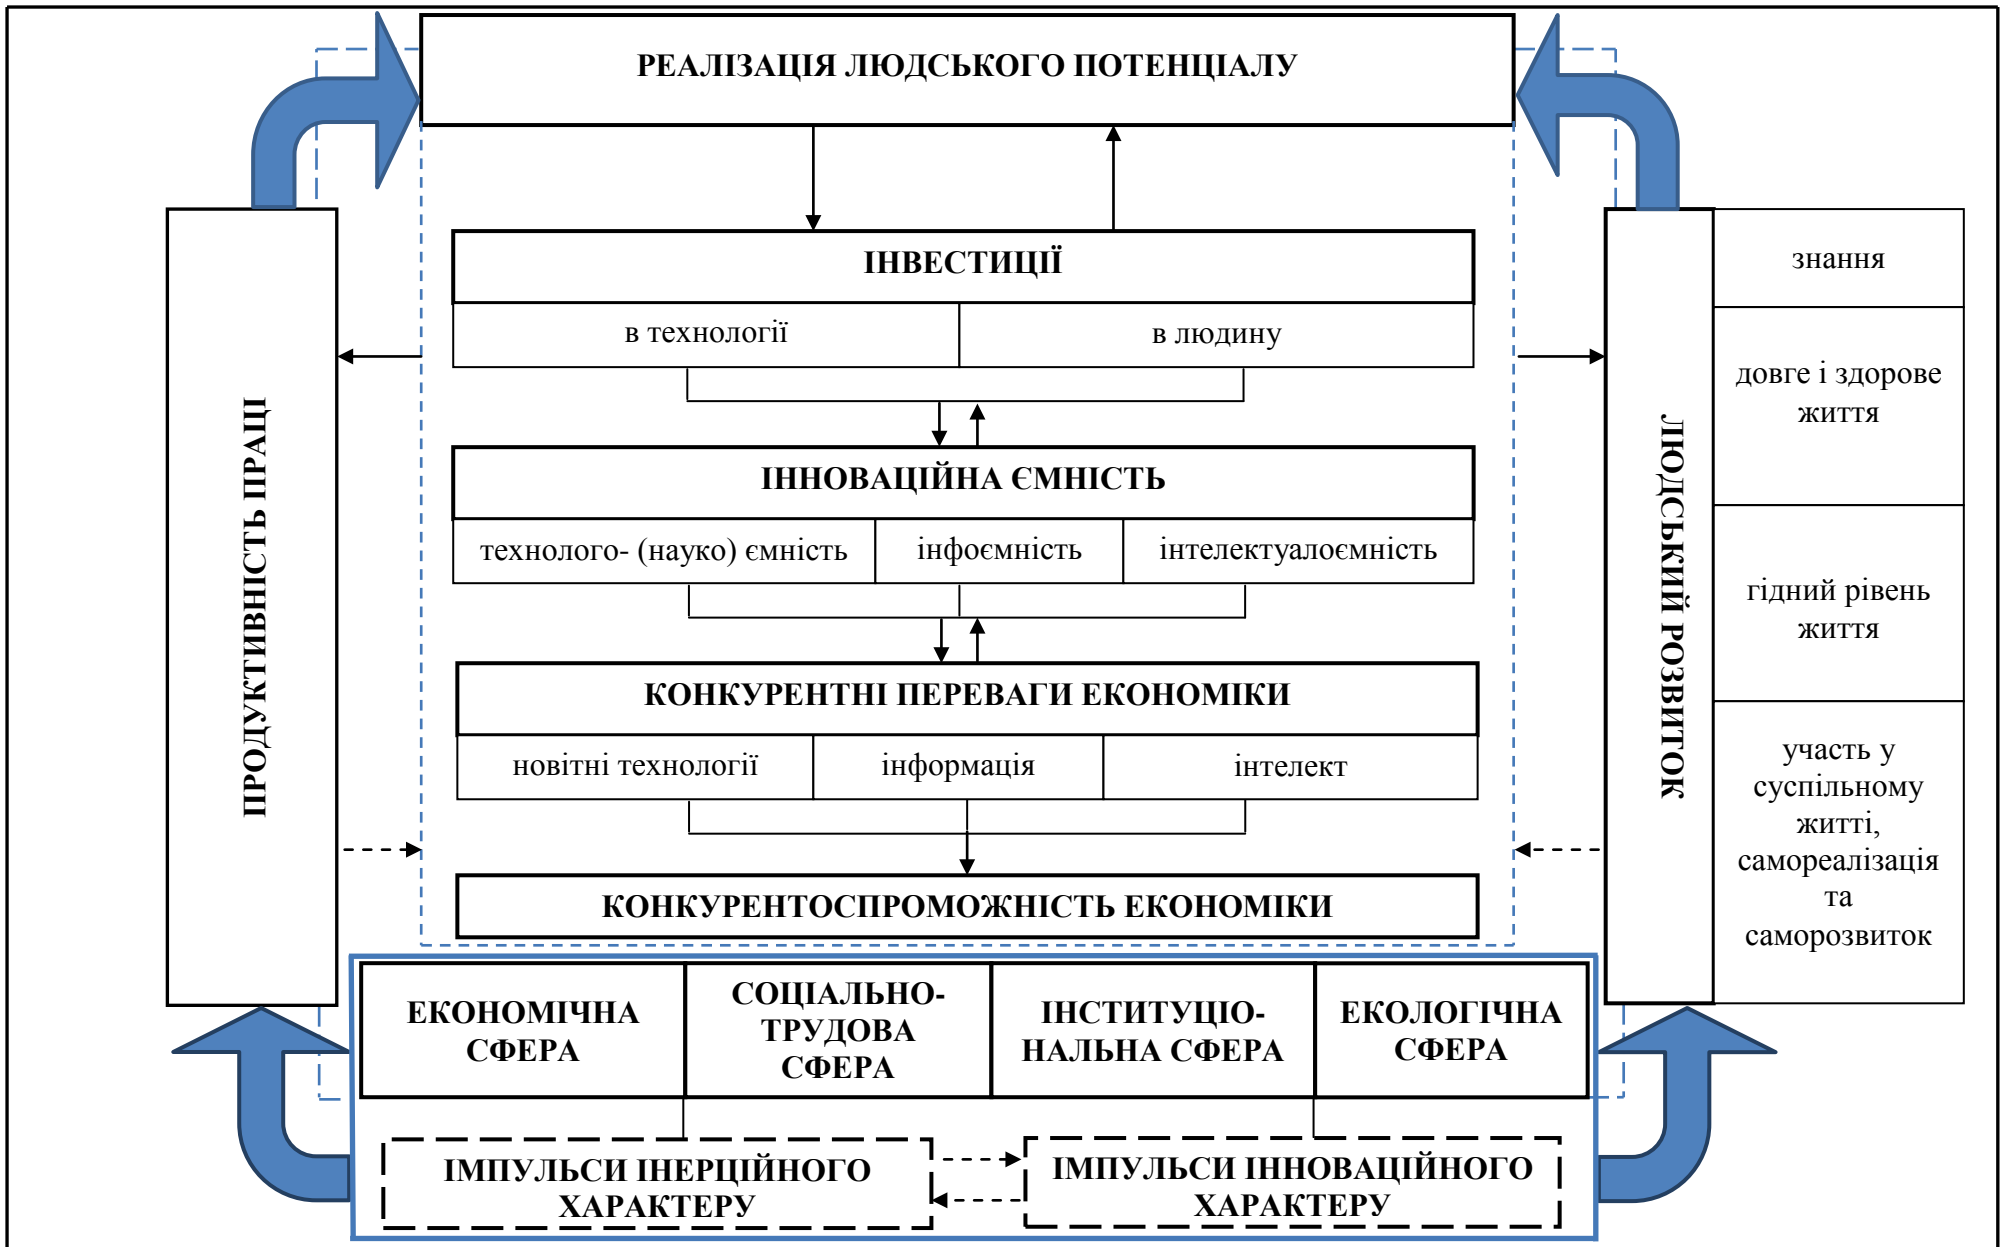 РЕАЛІЗАЦІЯ ЛЮДСЬКОГО ПОТЕНЦІАЛУ
ПРОДУКТИВНІСТЬ ПРАЦІ
ІНВЕСТИЦІЇ
в технології
в людину
ІННОВАЦІЙНА ЄМНІСТЬ
технолого- (науко) ємність
інфоємність
інтелектуалоємність
КОНКУРЕНТНІ ПЕРЕВАГИ ЕКОНОМІКИ
новітні технології
інформація
інтелект
КОНКУРЕНТОСПРОМОЖНІСТЬ ЕКОНОМІКИ
ЛЮДСЬКИЙ РОЗВИТОК
знання
довге і здорове
життя
гідний рівень
життя
участь у
суспільному
житті,
самореалізація
та
саморозвиток
ЕКОНОМІЧНА
СФЕРА
СОЦІАЛЬНО-
ТРУДОВА
СФЕРА
ІНСТИТУЦІО-
НАЛЬНА СФЕРА
ЕКОЛОГІЧНА
СФЕРА
ІМПУЛЬСИ ІНЕРЦІЙНОГО
ХАРАКТЕРУ
ІМПУЛЬСИ ІННОВАЦІЙНОГО
ХАРАКТЕРУ